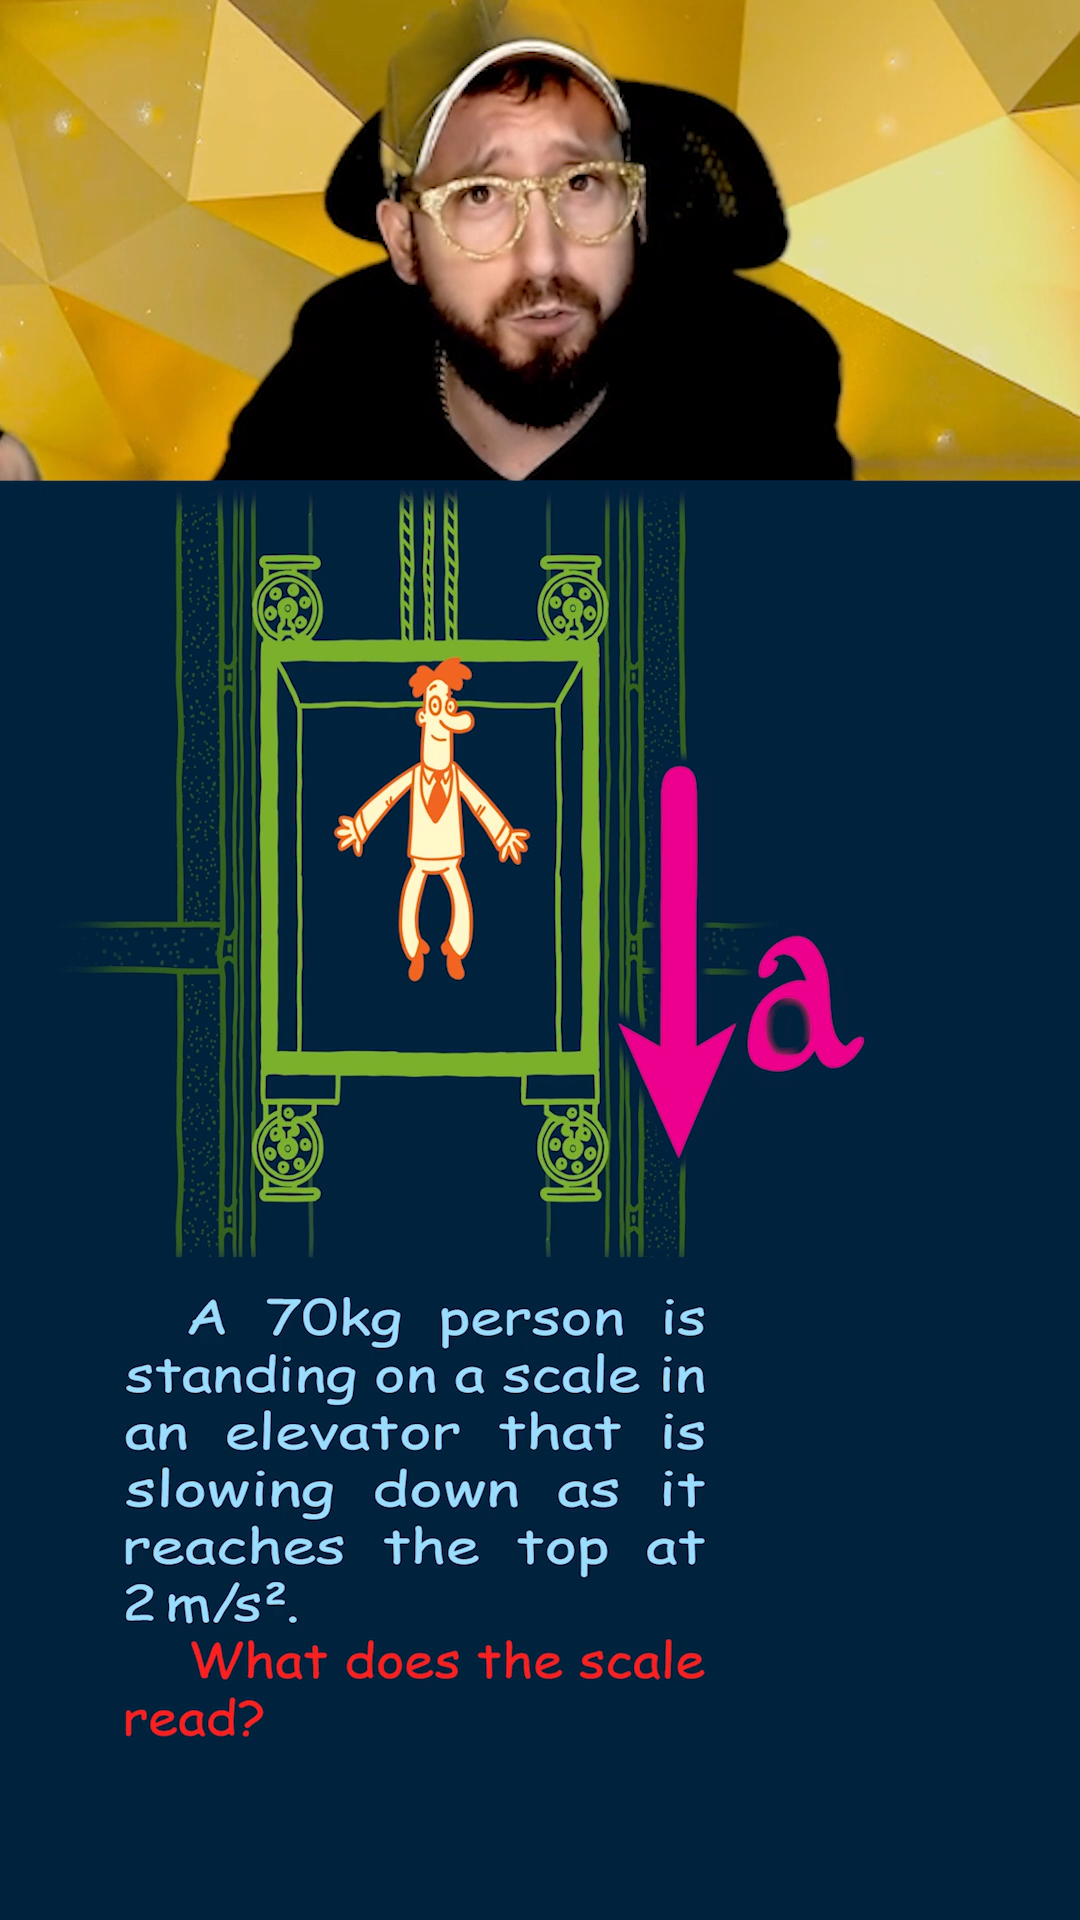 a
A 70kg person is
standing on a scale in
an elevator that is
slowing down as it
reaches the top at
2 m/s².
What does the scale
read?